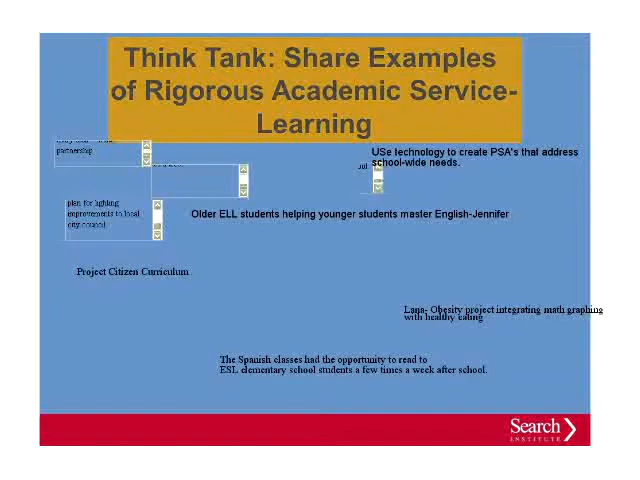 Think Tank: Share Examples
of Rigorous Academic Service-
Learning
partnership
USe technology to create PSA's that address
school-wide needs.
plan for lighting
improvements to local
city council
Older ELL students helping younger students master English-Jennifer
Project Citizen Curriculum
Lana- Obesity project integrating math graphing
with healthy eating
The Spanish classes had the opportunity to read to
ESL elementary school students a few times a week after school.
Search
INSTITUTE